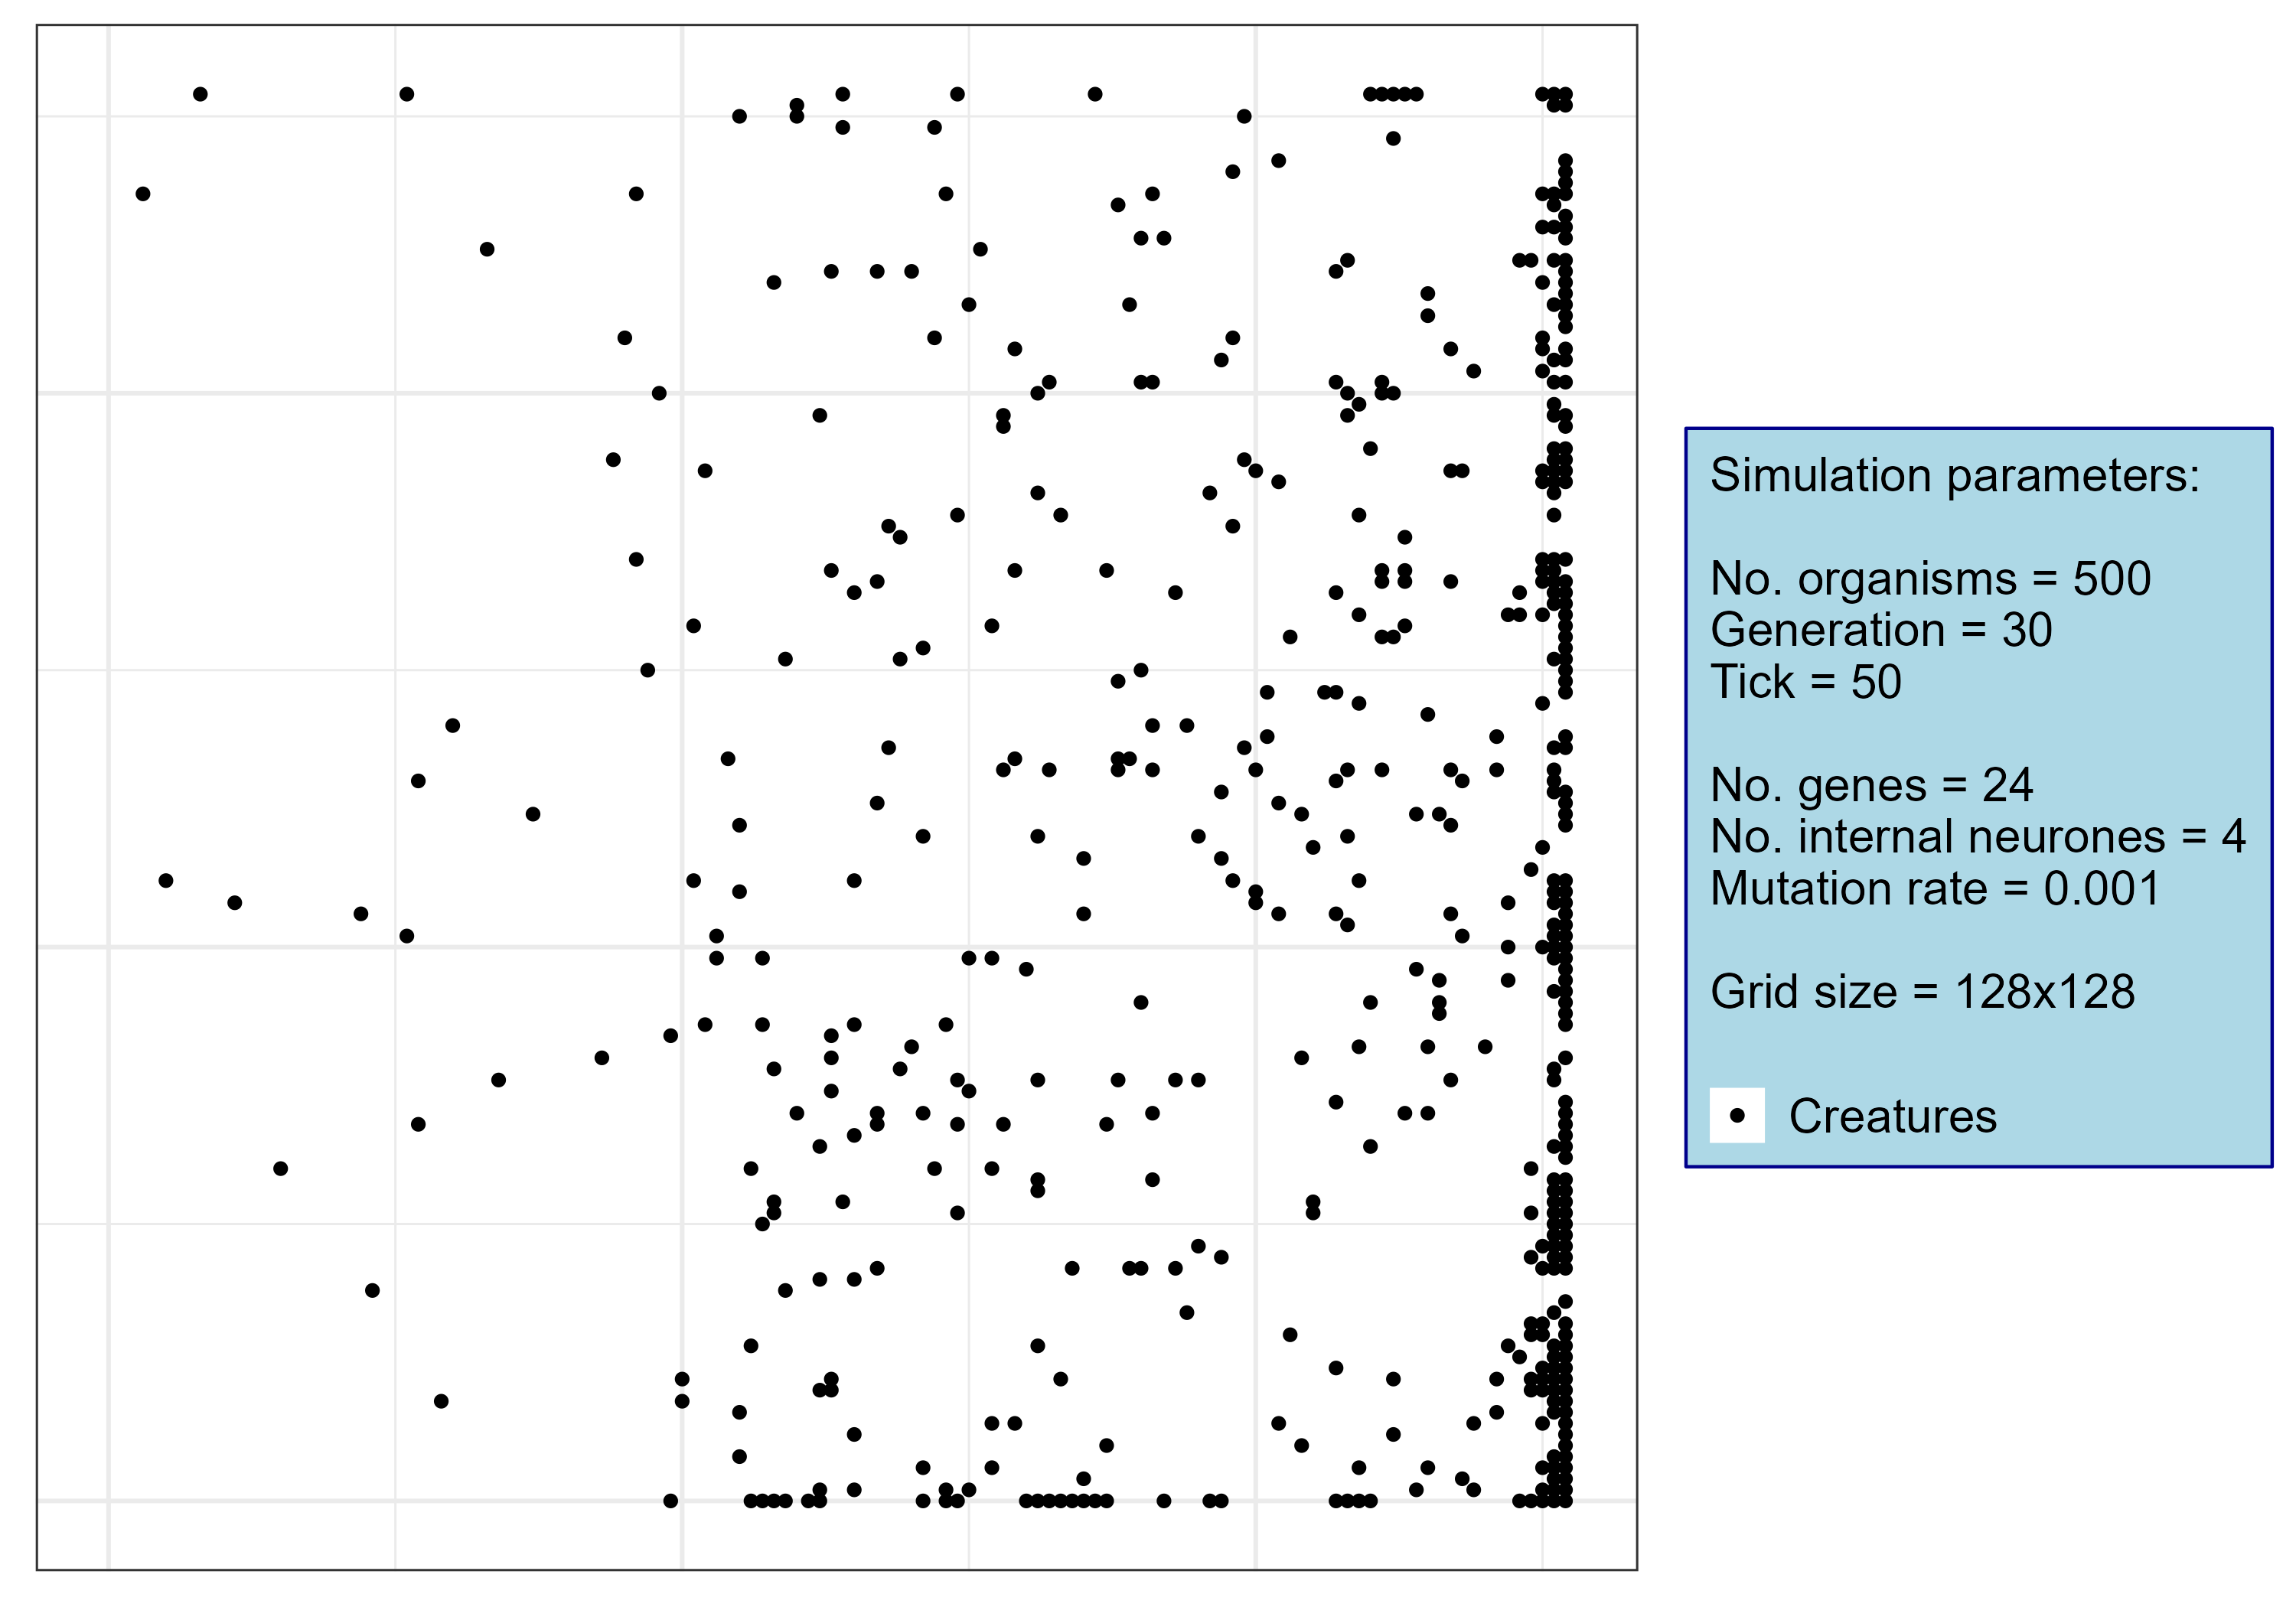 Simulation parameters:
No. organisms = 500
Generation = 30
Tick = 50
No. genes = 24
No. internal neurones = 4
Mutation rate = 0.001
Grid size = 128x128
Creatures